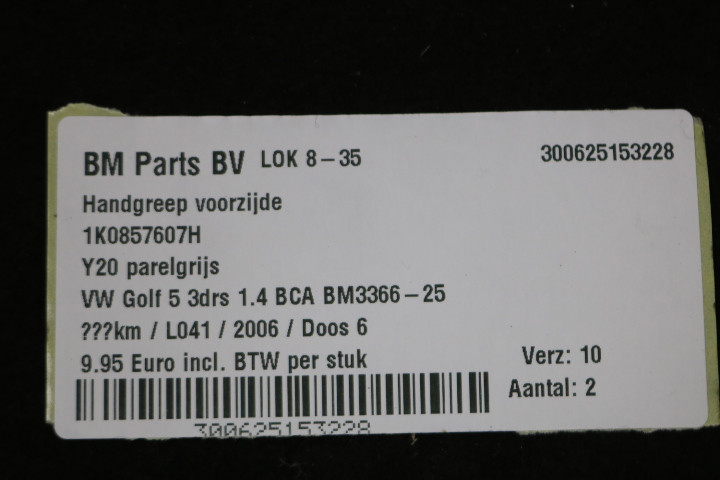 BM Parts BV LOK 8-35 300625153228
Handgreep voorzijde
1K0857607H
Y20 parelgrijs
VW Golf 5 3drs 1.4 BCA BM3366-25
???km / L041 / 2006 / Doos 6
9.95 Euro incl. BTW per stuk Verz: 10
Aantal: 2
300625153228